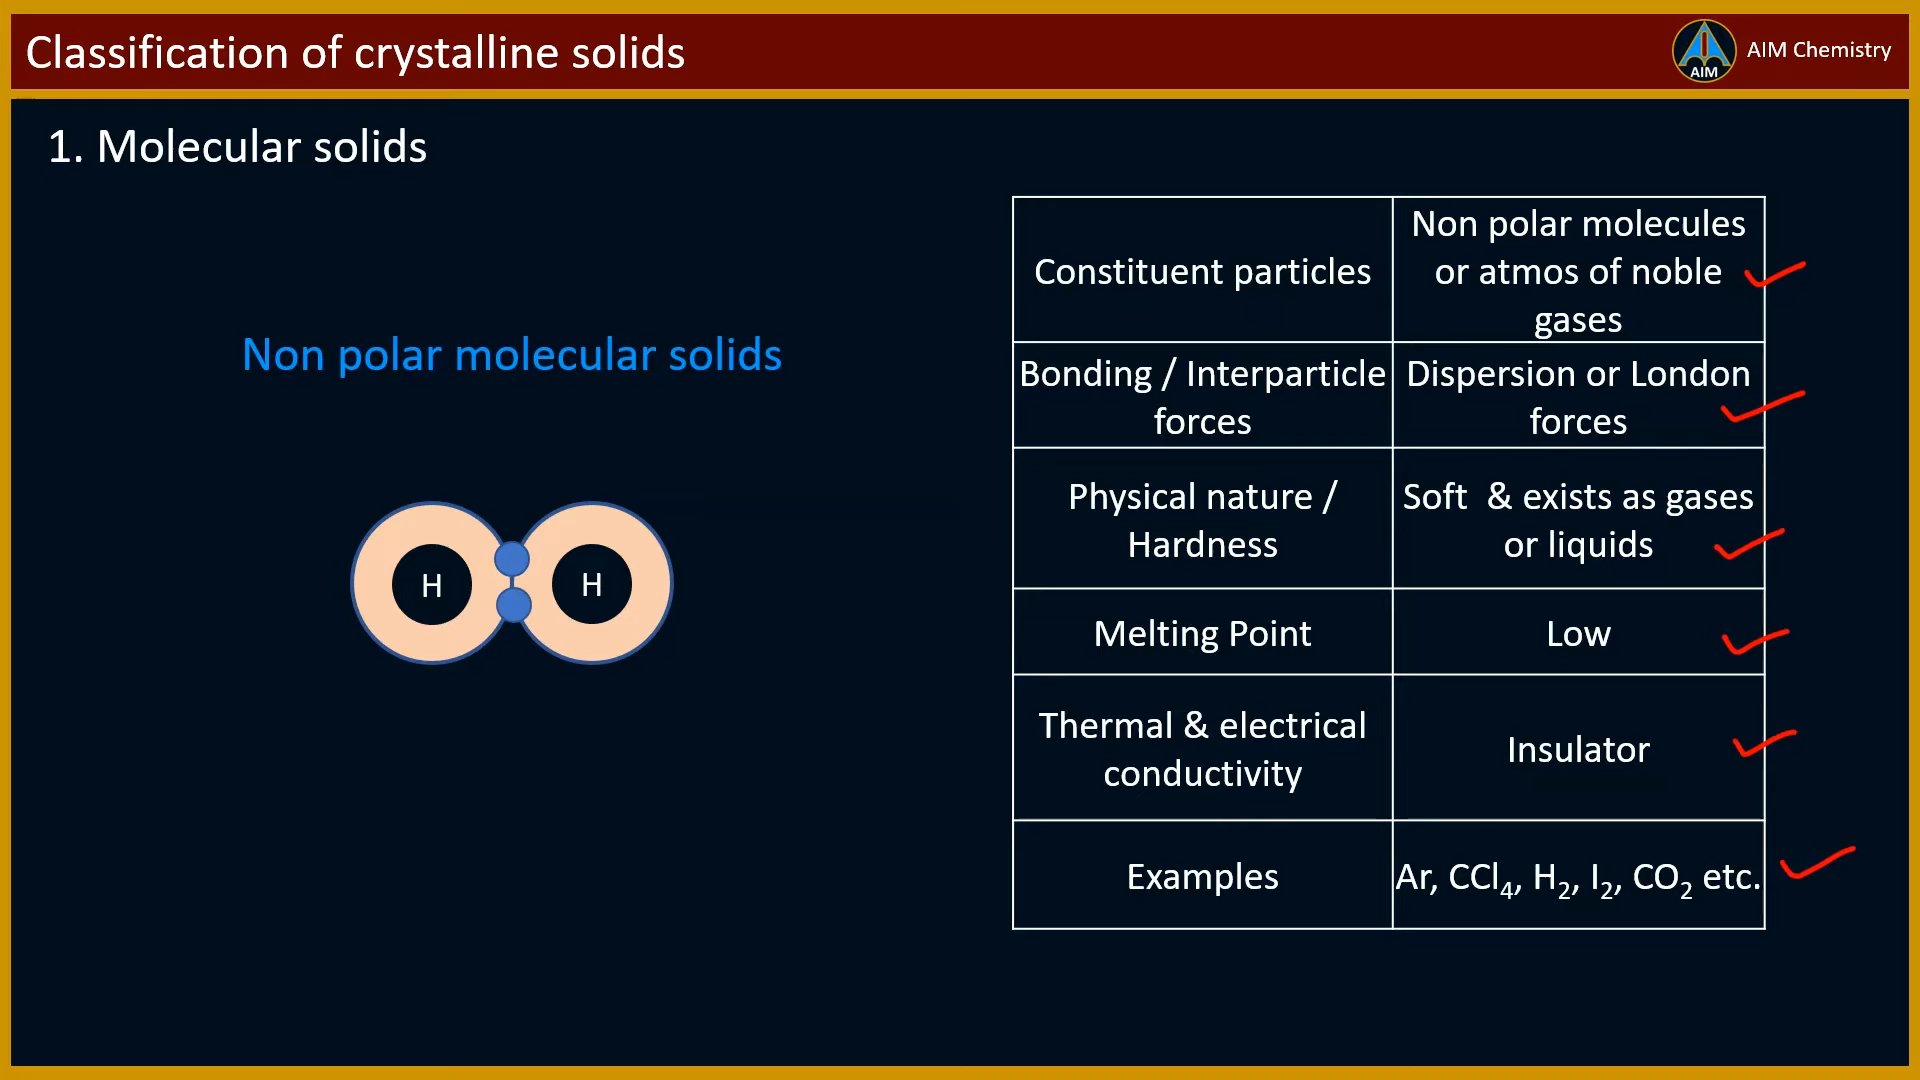 Classification of crystalline solids
AIM
AIM Chemistry
1. Molecular solids
Non polar molecular solids
H
H
Constituent particles
Non polar molecules
or atmos of noble
gases
Bonding / Interparticle
forces
Dispersion or London
forces
Physical nature /
Hardness
Soft & exists as gases
or liquids
Melting Point
Low
Thermal & electrical
conductivity
Insulator
Examples
Ar, CCl₄, H₂, I₂, CO₂ etc.